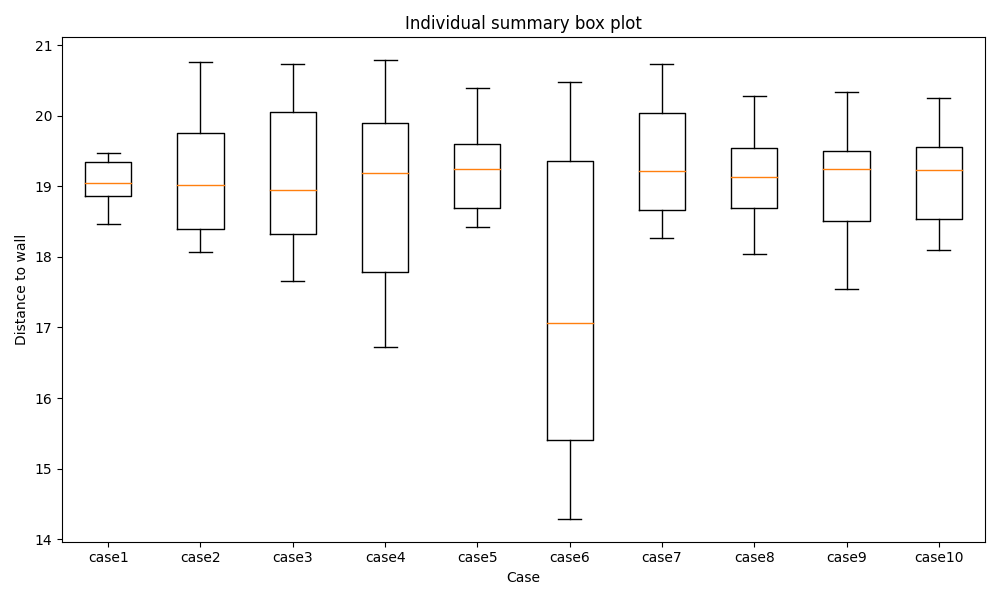 Individual summary box plot
Distance to wall
21
20
19
18
17
16
15
14
case1 case2 case3 case4 case5 case6 case7 case8 case9 case10
Case